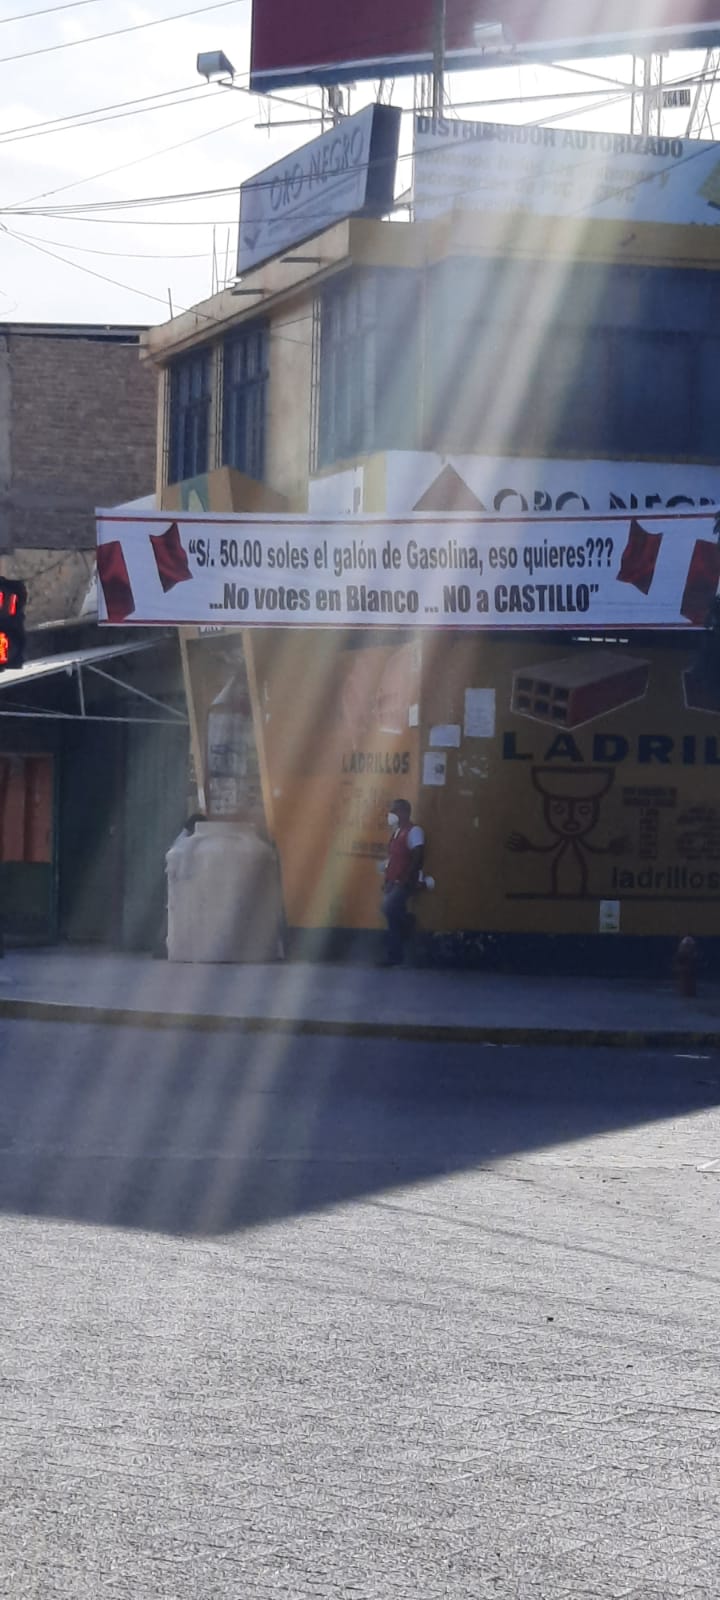 ORO NEGRO
DISTRIBUIDOR AUTORIZADO
ORO NEGRO
“S/. 50.00 soles el galón de Gasolina, eso quieres???
...No votes en Blanco ... NO a CASTILLO”
LADRIL
LADRILLOS
ladrillos